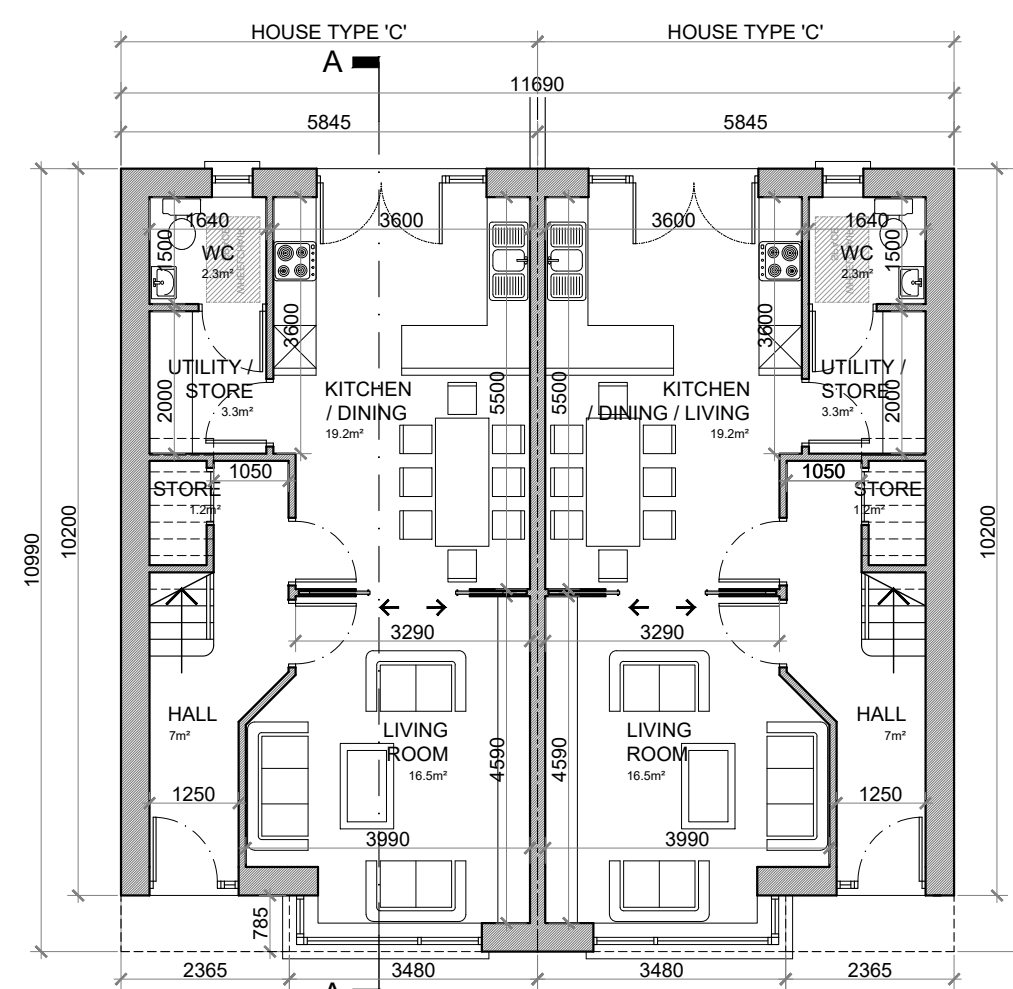 HOUSE TYPE 'C' HOUSE TYPE 'C'
A
11690
5845 5845
1640 3600 3600 1640
1500 WC 2.3m² WC 2.3m² 1500
3600 3600
UTILITY / UTILITY /
STORE STORE
3.3m² 3.3m²
2000 5500 5500 2000
KITCHEN KITCHEN
/ DINING / DINING / LIVING
19.2m² 19.2m²
1050 1050
STORE STORE
1.2m² 1.2m²
10990 10200 10200
3290 3290
HALL LIVING LIVING HALL
7m² ROOM ROOM 7m²
16.5m² 16.5m²
4590 4590
1250 1250
3990 3990
785
2365 3480 3480 2365
A